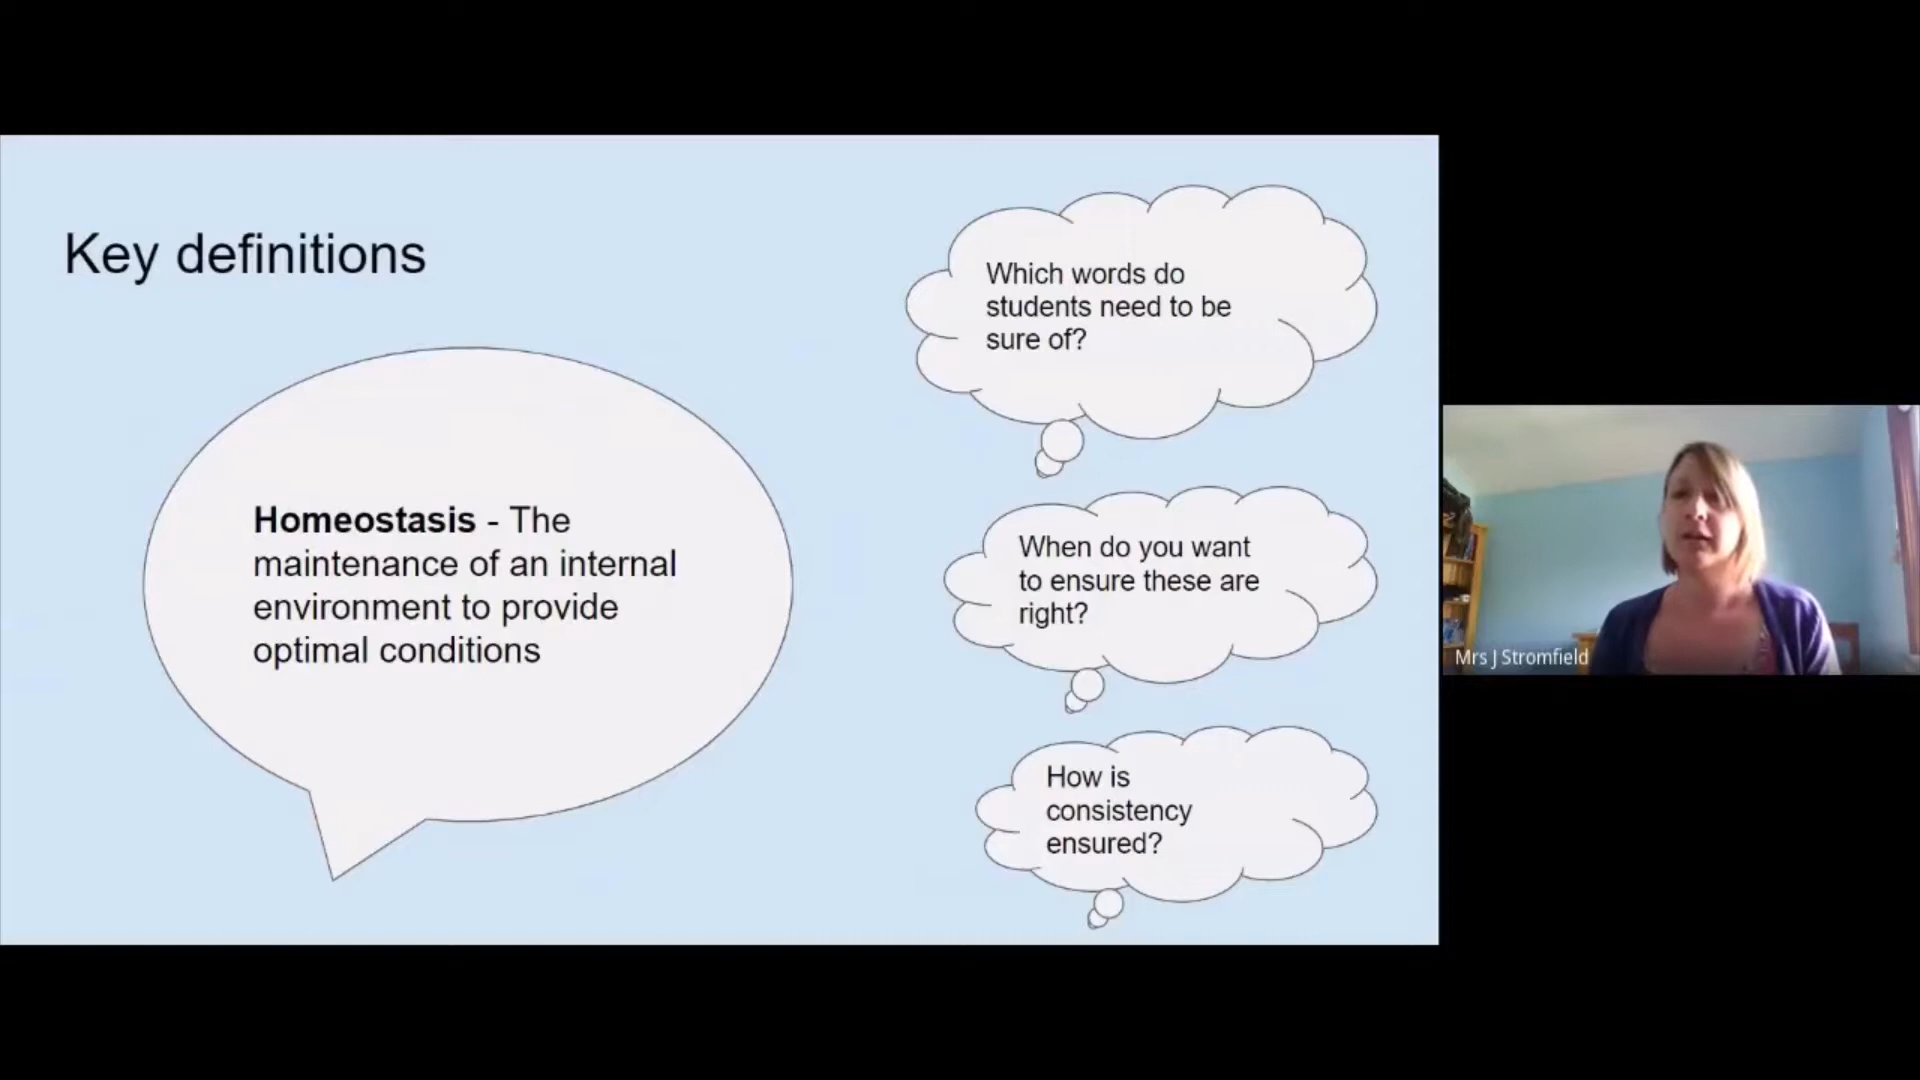 Key definitions
Homeostasis - The
maintenance of an internal
environment to provide
optimal conditions
Which words do
students need to be
sure of?
When do you want
to ensure these are
right?
How is
consistency
ensured?
Mrs J Stromfield